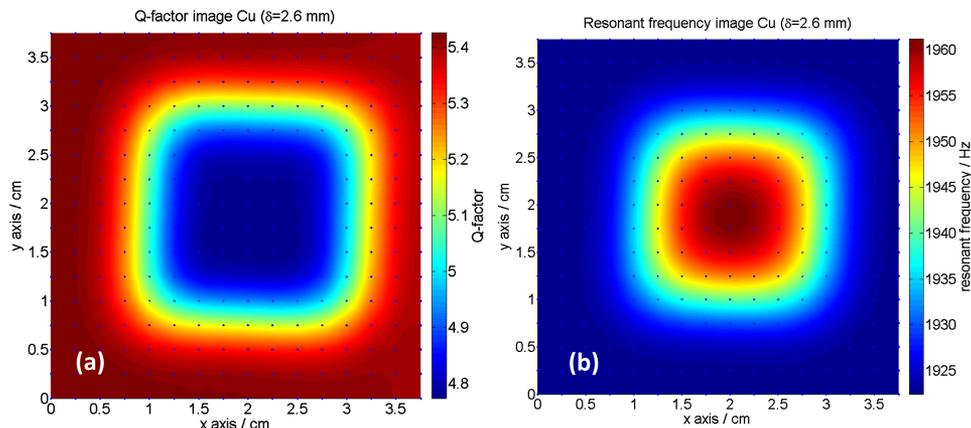 Q-factor image Cu (δ=2.6 mm)
3.5
3
2.5
2
1.5
1
0.5
0
y axis / cm
(a)
0 0.5 1 1.5 2 2.5 3 3.5
x axis / cm
5.4
5.3
5.2
5.1
5
4.9
4.8
Q-factor
Resonant frequency image Cu (δ=2.6 mm)
3.5
3
2.5
2
1.5
1
0.5
0
y axis / cm
(b)
0 0.5 1 1.5 2 2.5 3 3.5
x axis / cm
1960
1955
1950
1945
1940
1935
1930
1925
resonant frequency / Hz